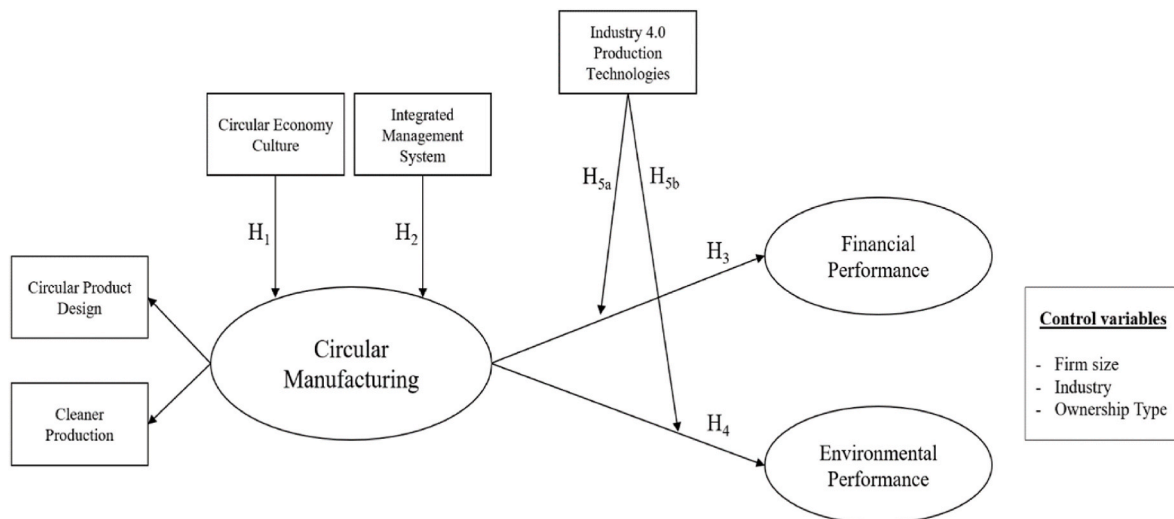 Industry 4.0
Production
Technologies
Circular Economy
Culture
Integrated
Management
System
H5a
H5b
H1
H2
H3
Financial
Performance
Circular Product
Design
Circular
Manufacturing
Control variables
- Firm size
- Industry
- Ownership Type
Cleaner
Production
H4
Environmental
Performance